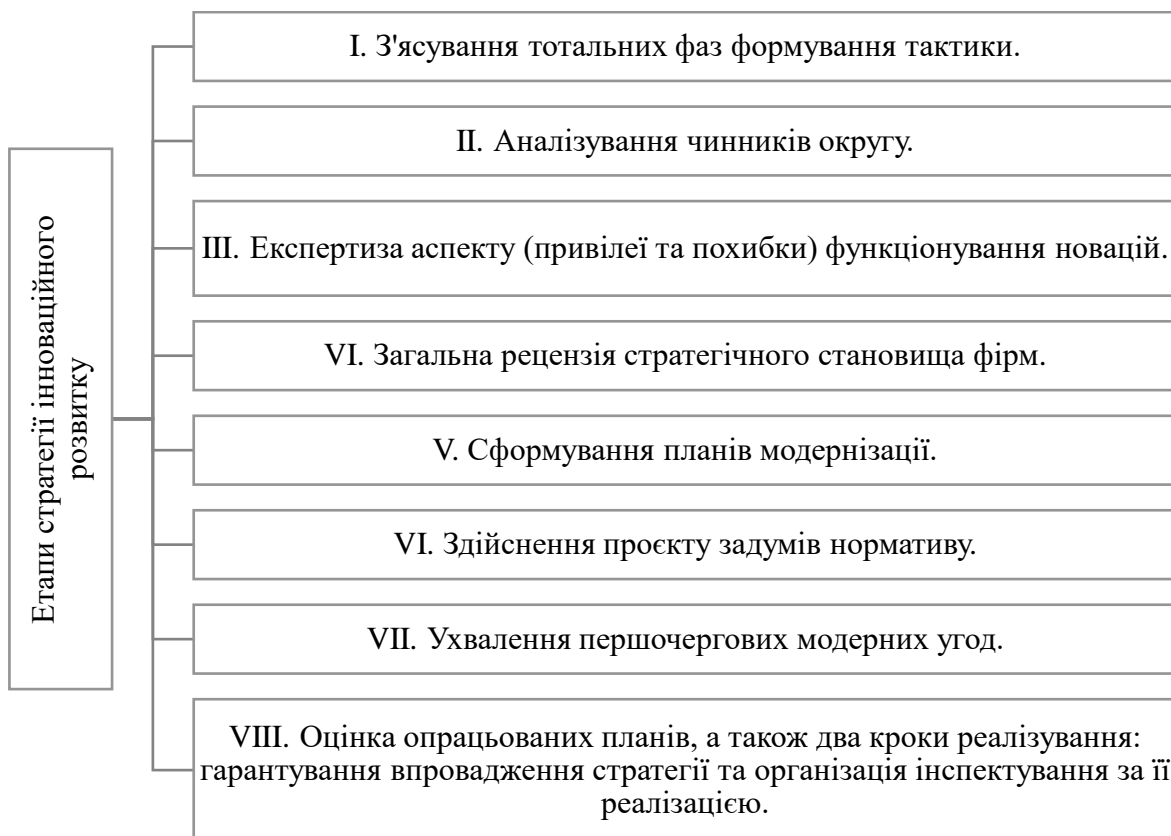 Етапи стратегії інноваційного
розвитку
I. З'ясування тотальних фаз формування тактики.
II. Аналізування чинників округу.
III. Експертиза аспекту (привілеї та похибки) функціонування новацій.
VI. Загальна рецензія стратегічного становища фірм.
V. Сформування планів модернізації.
VI. Здійснення проєкту задумів нормативу.
VII. Ухвалення першочергових модерних угод.
VIII. Оцінка опрацьованих планів, а також два кроки реалізування:
гарантування впровадження стратегії та організація інспектування за її
реалізацією.